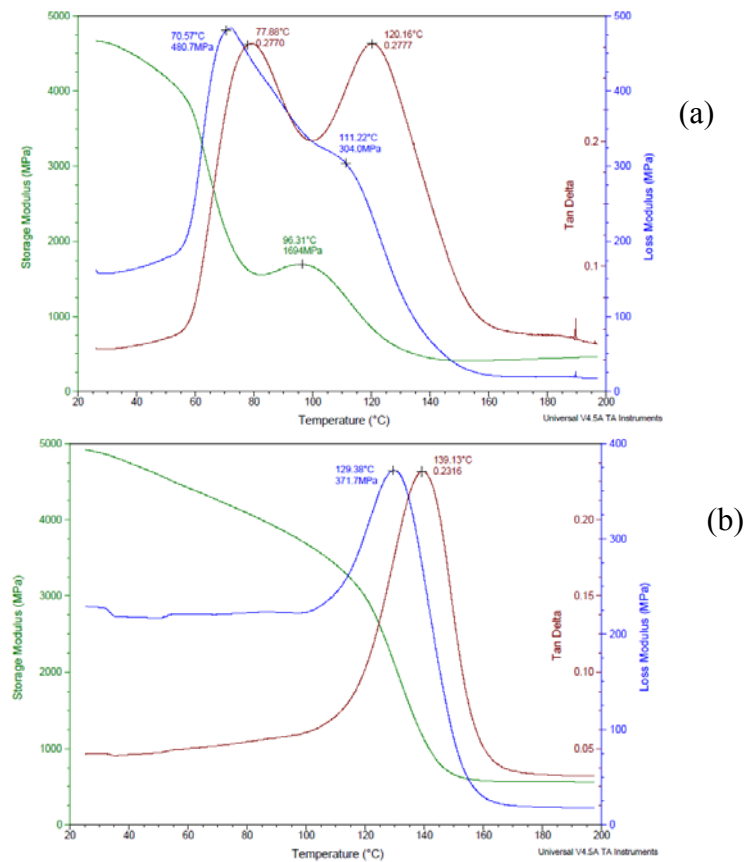 70.57°C
480.7MPa
77.88°C
0.2770
120.16°C
0.2777
111.22°C
304.0MPa
96.31°C
1694MPa
(a)
5000
4000
3000
2000
1000
0
Storage Modulus (MPa)
0.2
0.1
Tan Delta
500
400
300
200
100
0
Loss Modulus (MPa)
20
40
60
80
100
120
140
160
180
200
Temperature (°C)
Universal V4.5A TA Instruments
129.38°C
371.7MPa
139.13°C
0.2316
(b)
5000
4000
3000
2000
1000
0
Storage Modulus (MPa)
0.20
0.15
0.10
0.05
Tan Delta
400
300
200
100
0
Loss Modulus (MPa)
20
40
60
80
100
120
140
160
180
200
Temperature (°C)
Universal V4.5A TA Instruments